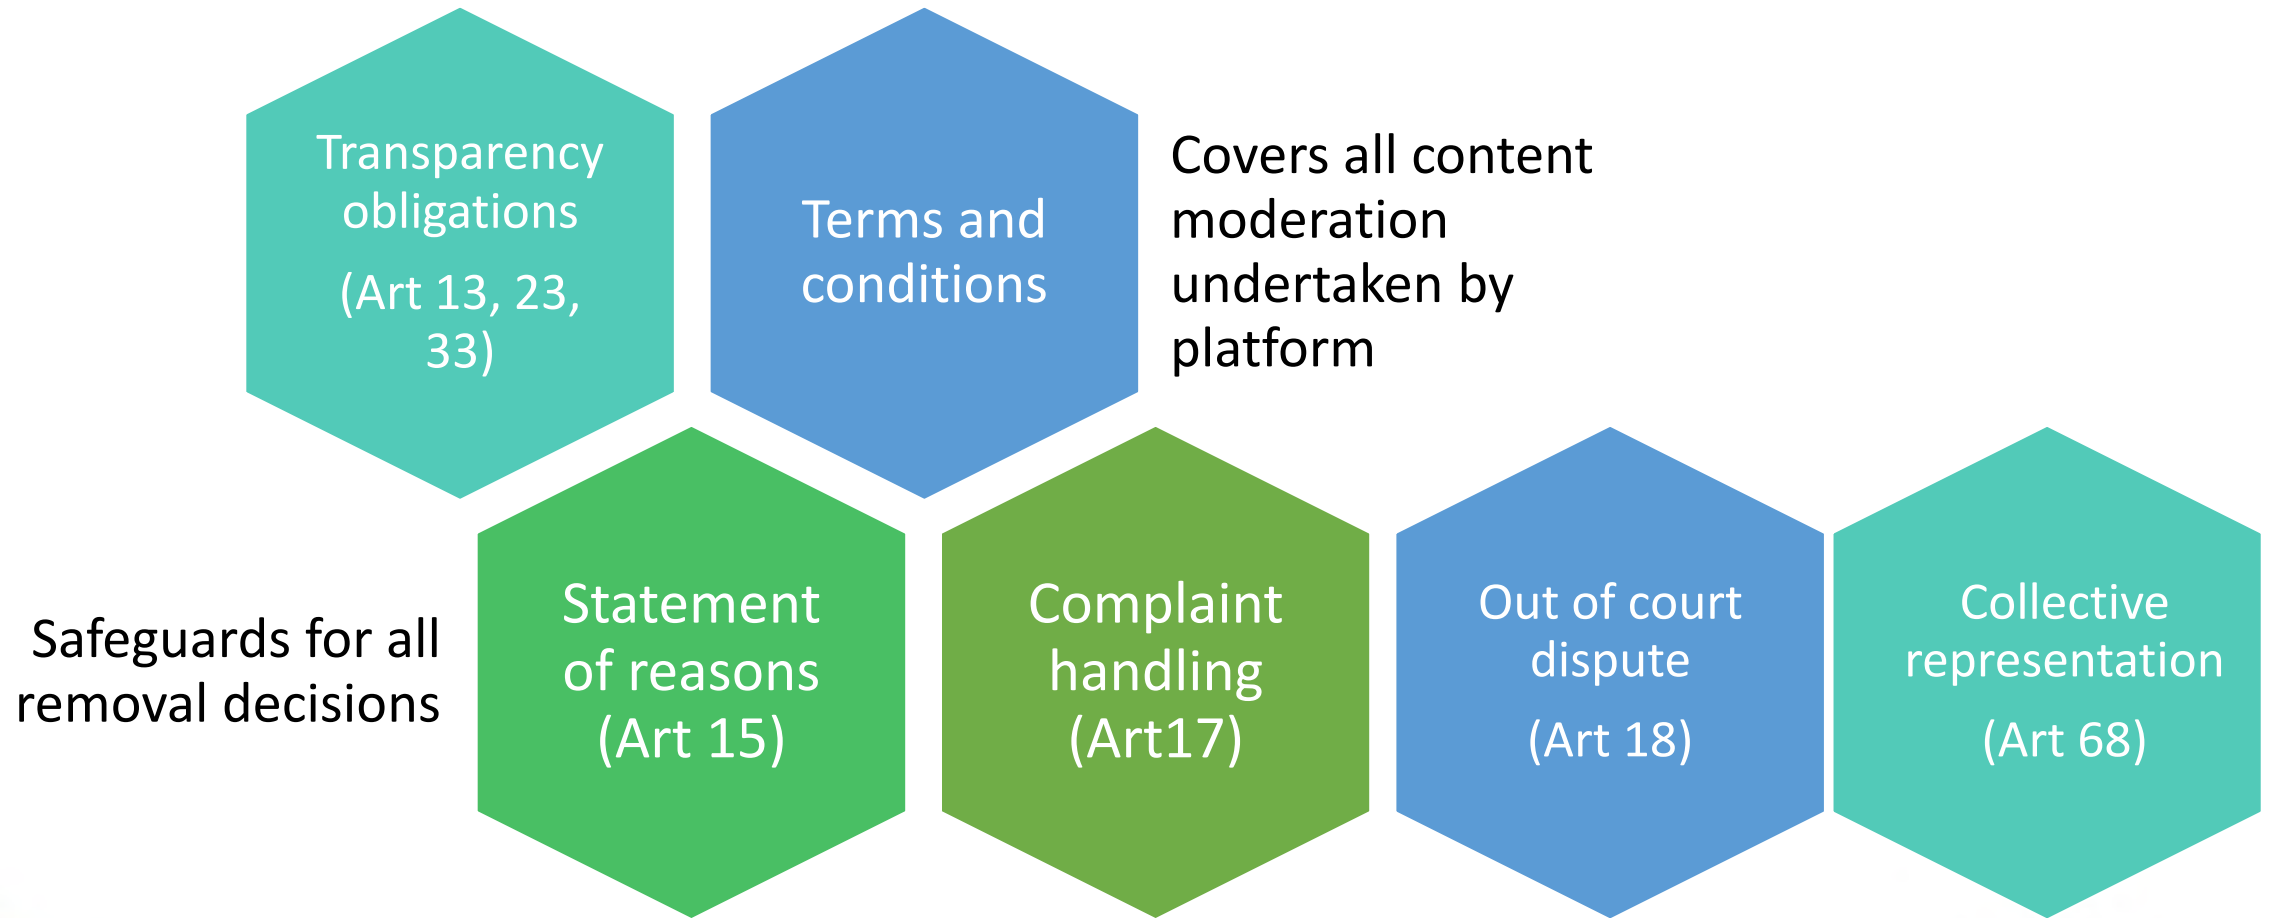 Transparency
obligations
(Art 13, 23,
33)
Terms and
conditions
Covers all content
moderation
undertaken by
platform
Safeguards for all
removal decisions
Statement
of reasons
(Art 15)
Complaint
handling
(Art17)
Out of court
dispute
(Art 18)
Collective
representation
(Art 68)